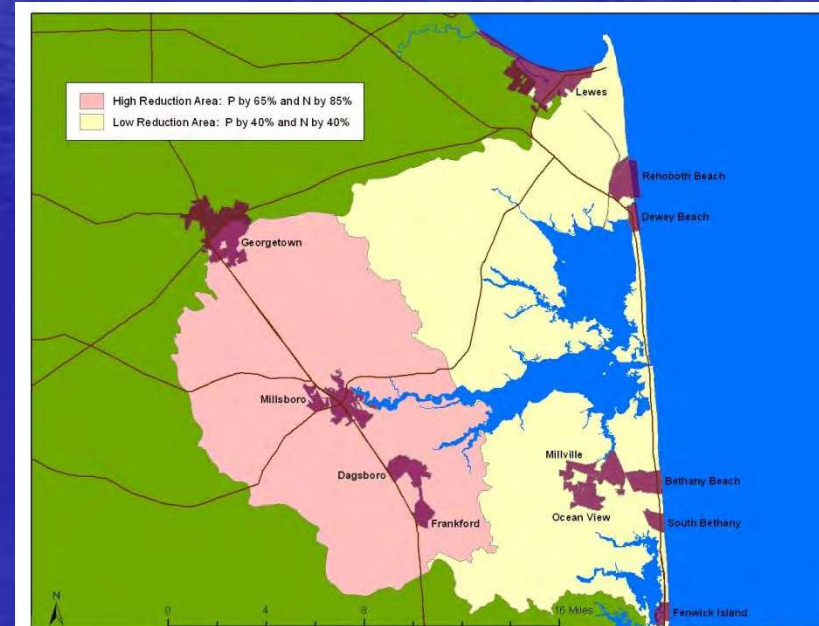 High Reduction Area: P by 65% and N by 85%
Low Reduction Area: P by 40% and N by 40%
Lewes
Rehoboth Beach
Dewey Beach
Georgetown
Millsboro
Dagsboro
Frankford
Millville
Ocean View
Bethany Beach
South Bethany
Fenwick Island
N
0 4 8 16 Miles